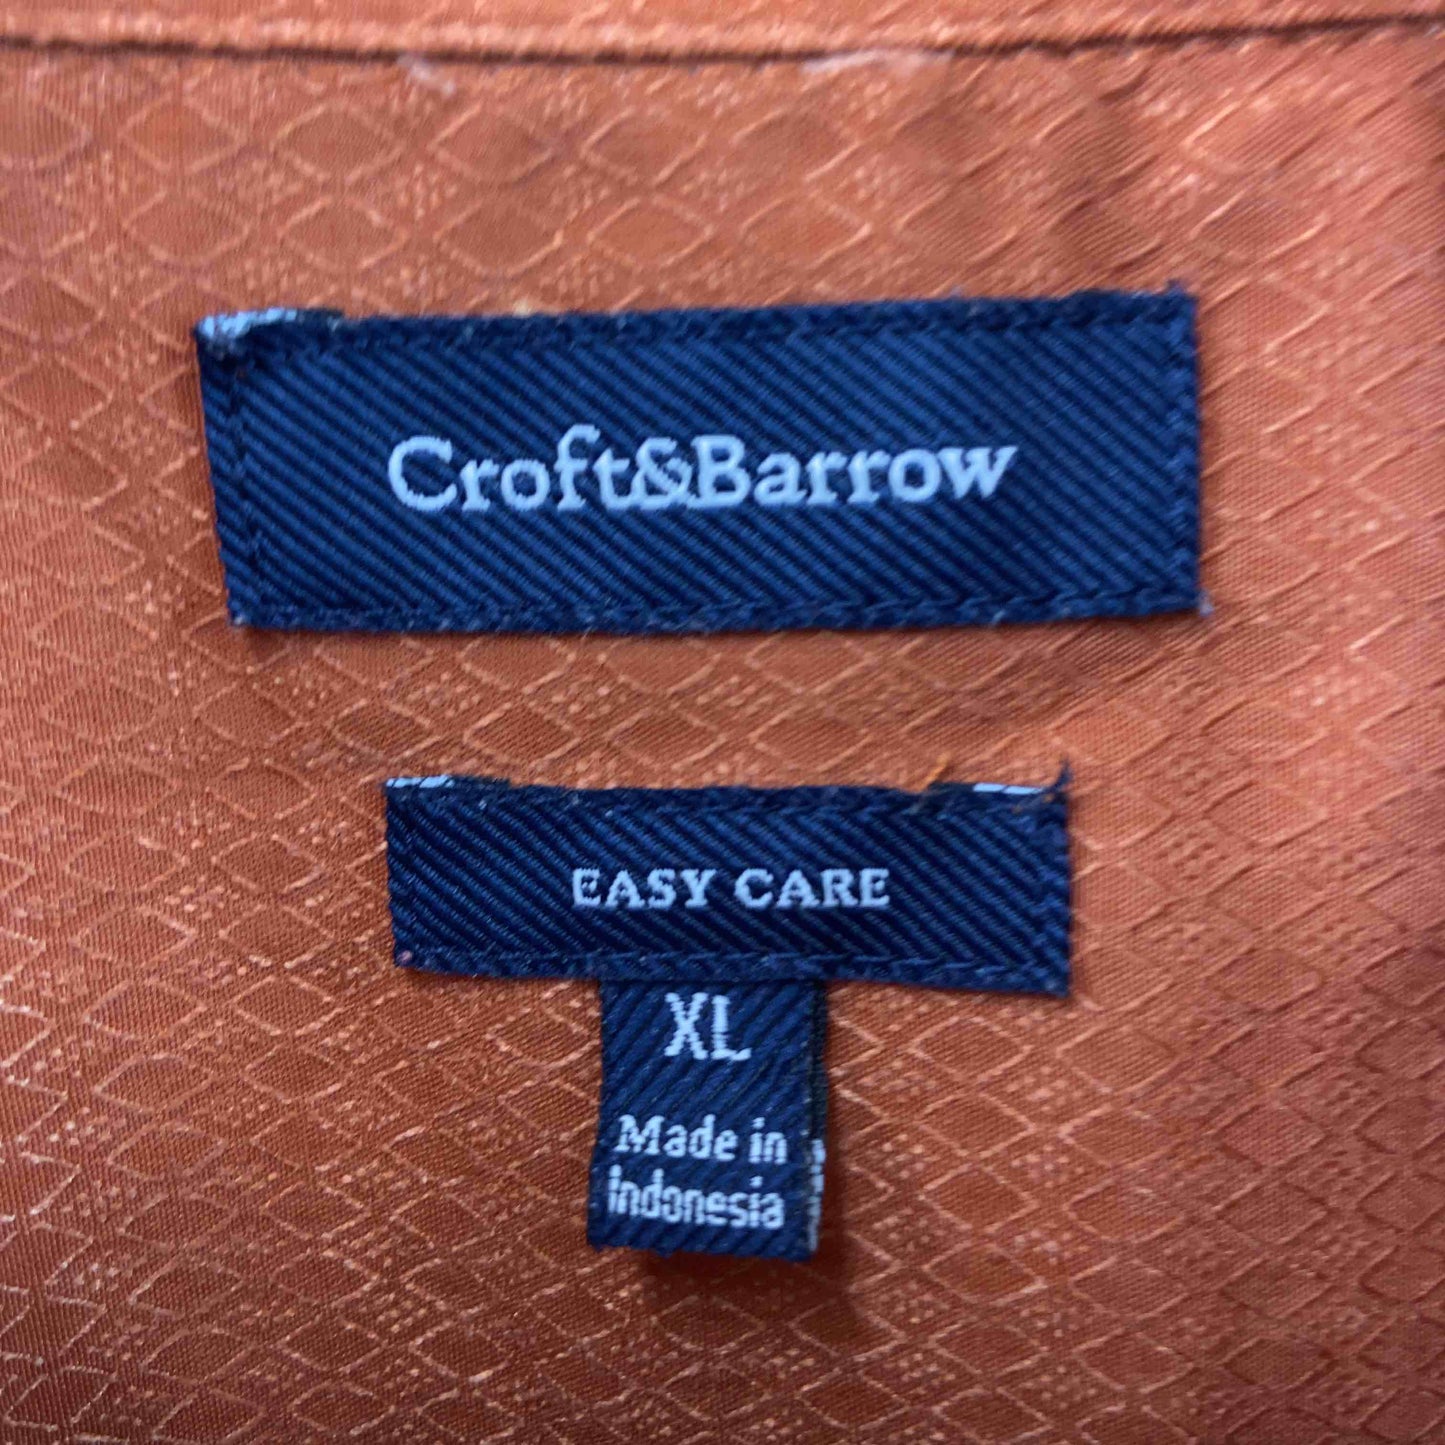 Croft&Barrow
EASY CARE
XL
Made in
Indonesia